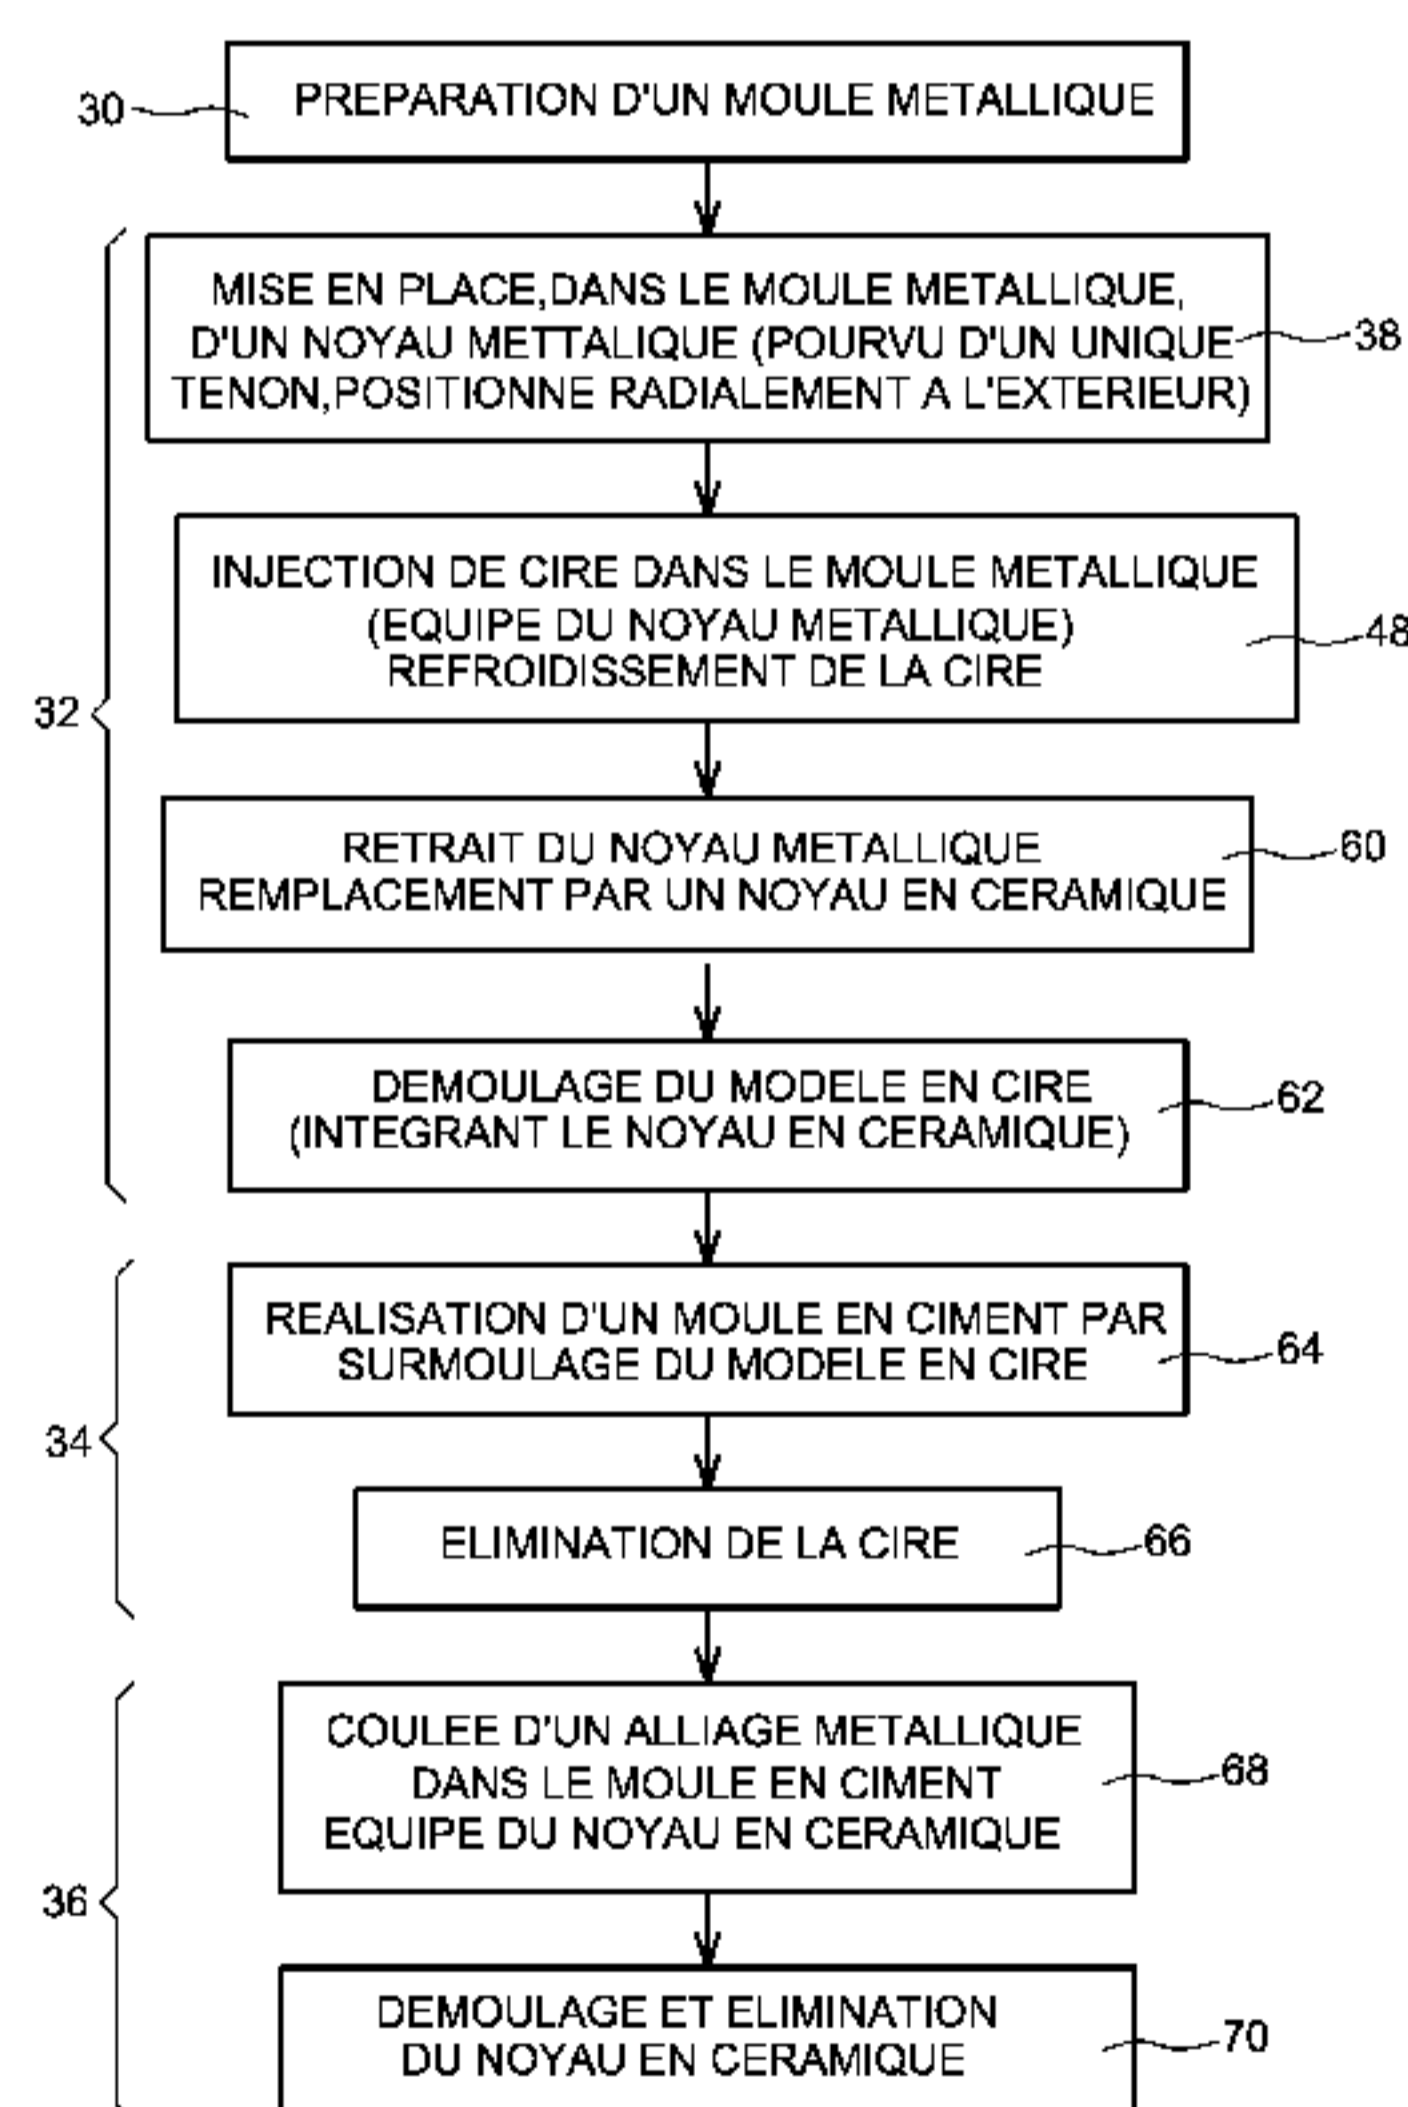 30
PREPARATION D'UN MOULE METALLIQUE
MISE EN PLACE,DANS LE MOULE METALLIQUE,
D'UN NOYAU METTALIQUE (POURVU D'UN UNIQUE
TENON,POSITIONNE RADIALEMENT A L'EXTERIEUR)
38
INJECTION DE CIRE DANS LE MOULE METALLIQUE
(EQUIPE DU NOYAU METALLIQUE)
REFROIDISSEMENT DE LA CIRE
48
32
RETRAIT DU NOYAU METALLIQUE
REMPLACEMENT PAR UN NOYAU EN CERAMIQUE
60
DEMOULAGE DU MODELE EN CIRE
(INTEGRANT LE NOYAU EN CERAMIQUE)
62
REALISATION D'UN MOULE EN CIMENT PAR
SURMOULAGE DU MODELE EN CIRE
64
34
ELIMINATION DE LA CIRE
66
COULEE D'UN ALLIAGE METALLIQUE
DANS LE MOULE EN CIMENT
EQUIPE DU NOYAU EN CERAMIQUE
68
36
DEMOULAGE ET ELIMINATION
DU NOYAU EN CERAMIQUE
70